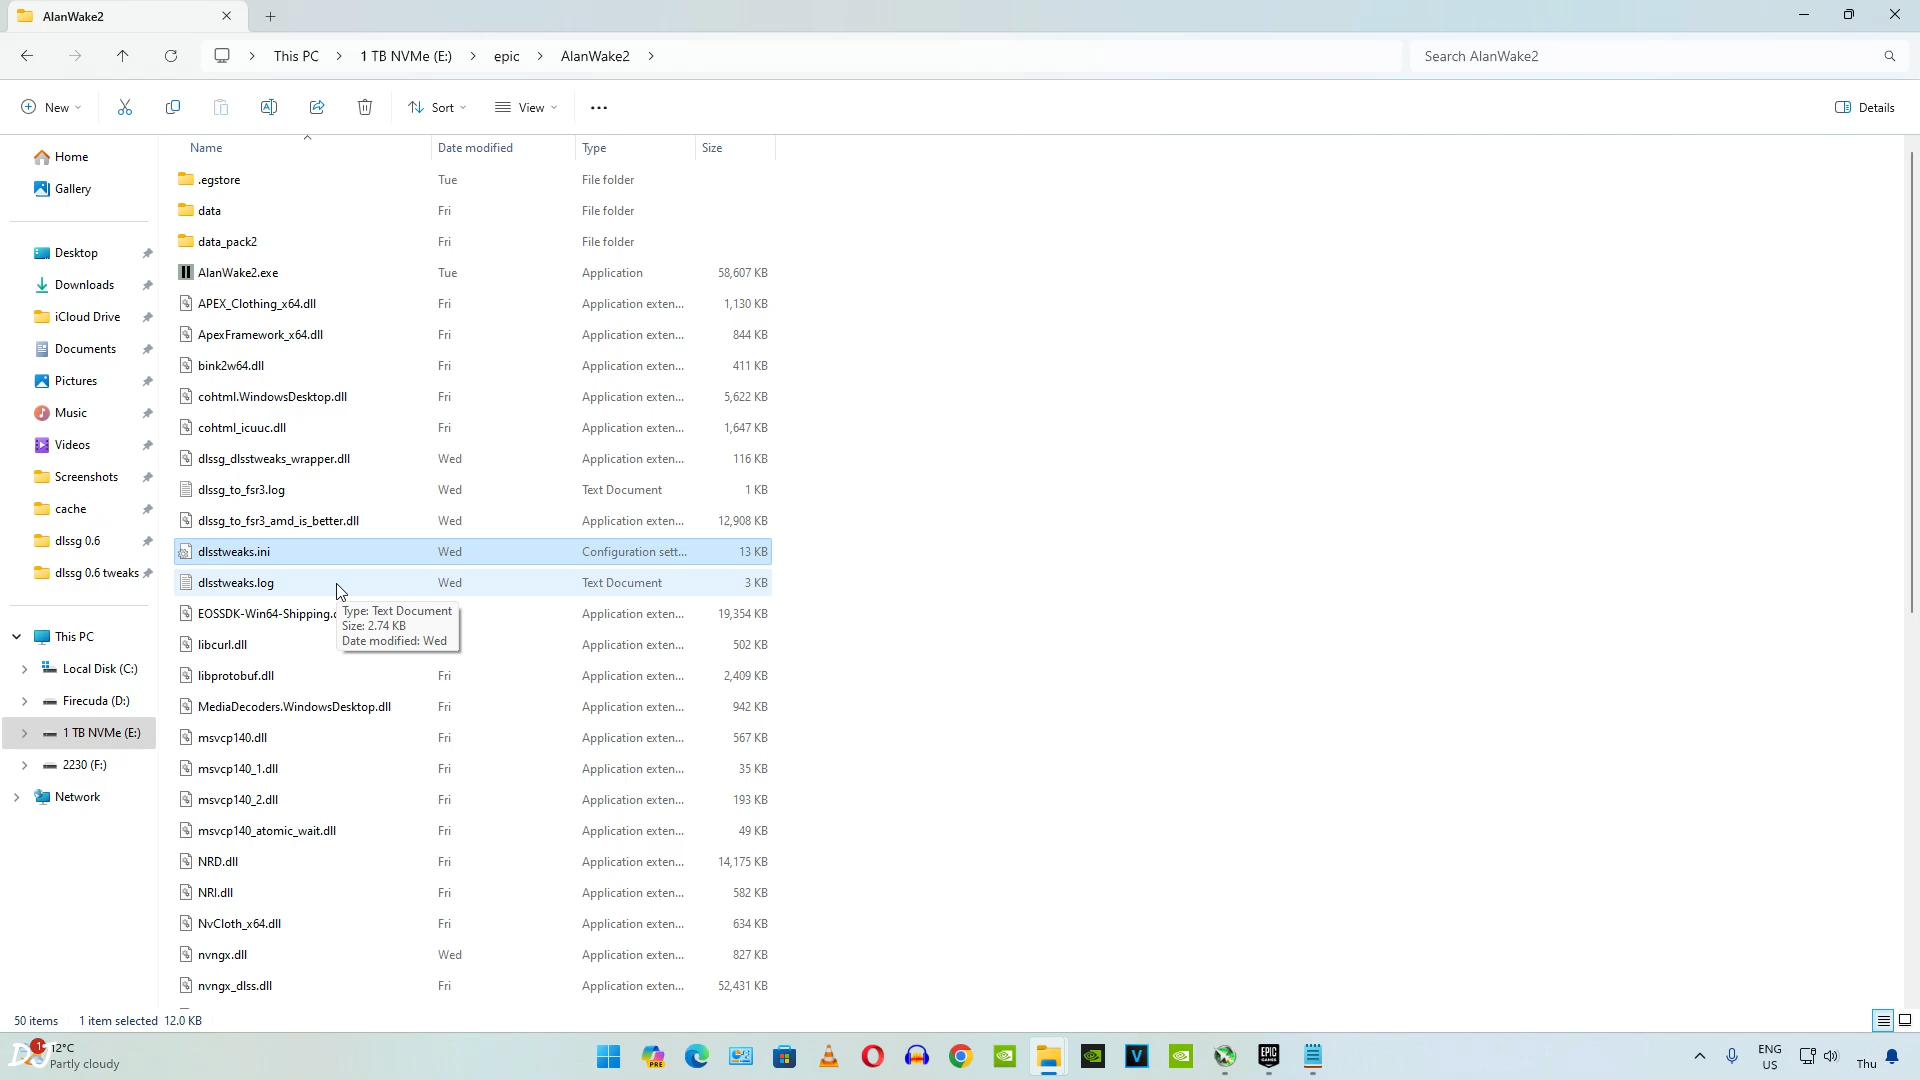 AlanWake2
This PC
1 TB NVMe (E:)
epic
AlanWake2
Search AlanWake2
New
Sort
View
Details
Name Date modified Type Size
.egstore Tue File folder
data Fri File folder
data_pack2 Fri File folder
AlanWake2.exe Tue Application 58,607 KB
APEX_Clothing_x64.dll Fri Application exten... 1,130 KB
ApexFramework_x64.dll Fri Application exten... 844 KB
bink2w64.dll Fri Application exten... 411 KB
cohtml.WindowsDesktop.dll Fri Application exten... 5,622 KB
cohtml_icuuc.dll Fri Application exten... 1,647 KB
dlssg_dlsstweaks_wrapper.dll Wed Application exten... 116 KB
dlssg_to_fsr3.log Wed Text Document 1 KB
dlssg_to_fsr3_amd_is_better.dll Wed Application exten... 12,908 KB
dlsstweaks.ini Wed Configuration sett... 13 KB
dlsstweaks.log Wed Text Document 3 KB
EOSSDK-Win64-Shipping. Application exten... 19,354 KB
Type: Text Document
Size: 2.74 KB
Date modified: Wed
libcurl.dll Application exten... 502 KB
libprotobuf.dll Fri Application exten... 2,409 KB
MediaDecoders.WindowsDesktop.dll Fri Application exten... 942 KB
msvcp140.dll Fri Application exten... 567 KB
msvcp140_1.dll Fri Application exten... 35 KB
msvcp140_2.dll Fri Application exten... 193 KB
msvcp140_atomic_wait.dll Fri Application exten... 49 KB
NRD.dll Fri Application exten... 14,175 KB
NRI.dll Fri Application exten... 582 KB
NvCloth_x64.dll Fri Application exten... 634 KB
nvngx.dll Wed Application exten... 827 KB
nvngx_dlss.dll Fri Application exten... 52,431 KB
Home
Gallery
Desktop
Downloads
iCloud Drive
Documents
Pictures
Music
Videos
Screenshots
cache
dlssg 0.6
dlssg 0.6 tweaks
This PC
Local Disk (C:)
Firecuda (D:)
1 TB NVMe (E:)
2230 (F:)
Network
50 items 1 item selected 12.0 KB
1
12°C
Partly cloudy
PRE
V
EPIC
GAMES
ENG
US
Thu